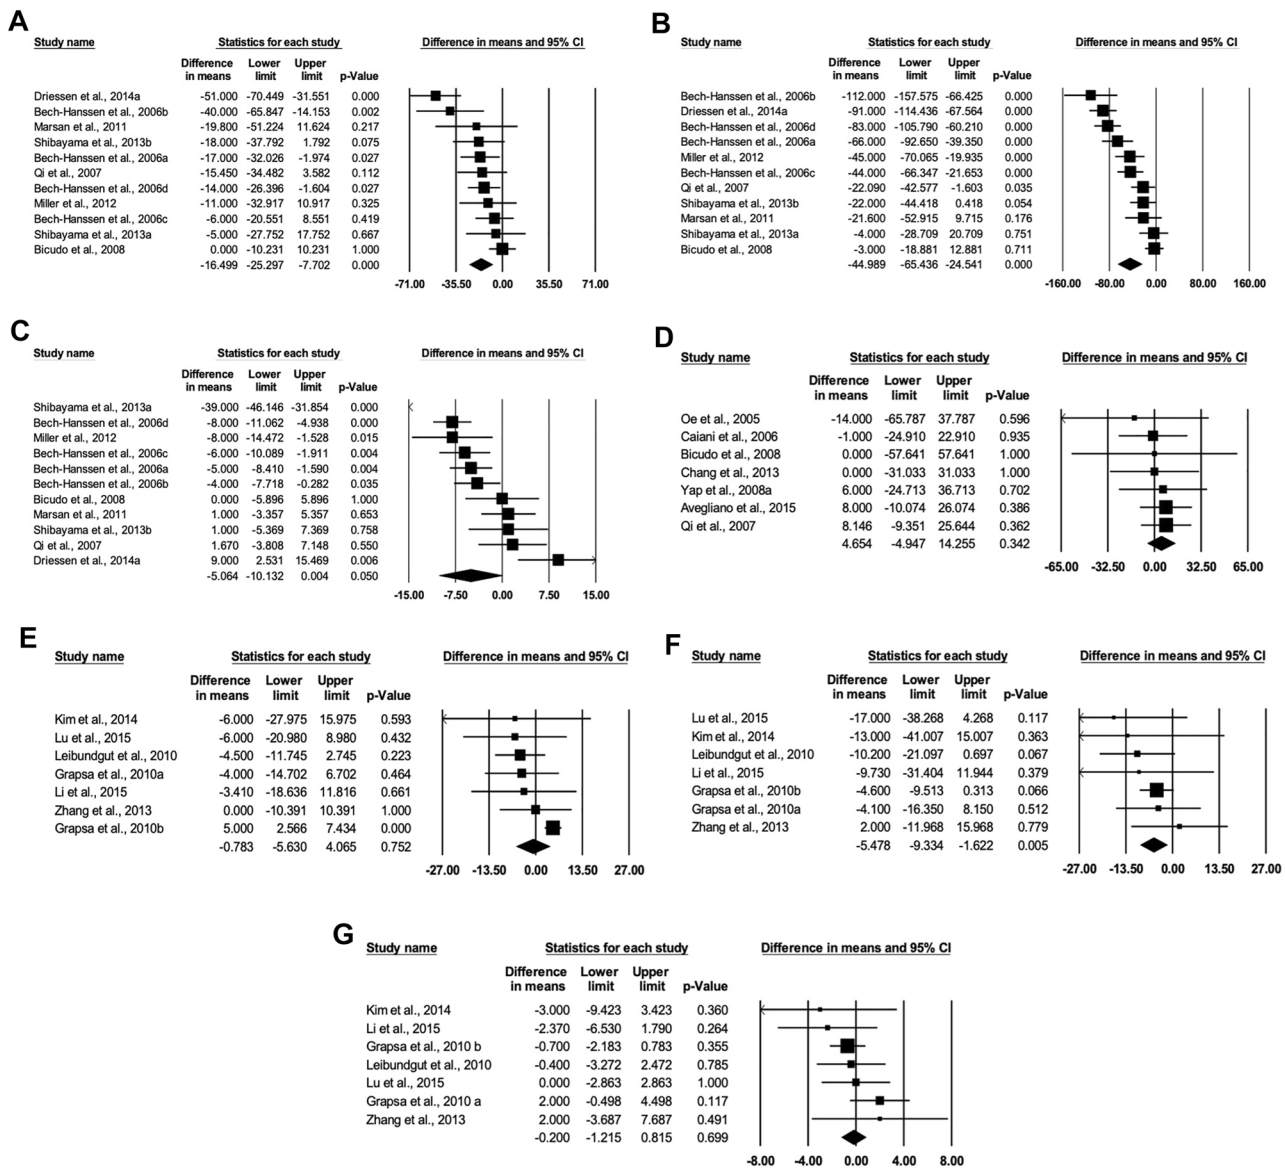 A
Study name Statistics for each study Difference in means and 95% CI
Difference in means Lower limit Upper limit p-Value
Driessen et al., 2014a -51.000 -70.449 -31.551 0.000
Bech-Hanssen et al., 2006b -40.000 -65.847 -14.153 0.002
Marsan et al., 2011 -19.800 -51.224 11.624 0.217
Shibayama et al., 2013b -18.000 -37.792 1.792 0.075
Bech-Hanssen et al., 2006a -17.000 -32.026 -1.974 0.027
Qi et al., 2007 -15.450 -34.482 3.582 0.112
Bech-Hanssen et al., 2006d -14.000 -26.396 -1.604 0.027
Miller et al., 2012 -11.000 -32.917 10.917 0.325
Bech-Hanssen et al., 2006c -6.000 -20.551 8.551 0.419
Shibayama et al., 2013a -5.000 -27.752 17.752 0.667
Bicudo et al., 2008 0.000 -10.231 10.231 1.000
-16.499 -25.297 -7.702 0.000
-71.00 -35.50 0.00 35.50 71.00
B
Study name Statistics for each study Difference in means and 95% CI
Difference in means Lower limit Upper limit p-Value
Bech-Hanssen et al., 2006b -112.000 -157.575 -66.425 0.000
Driessen et al., 2014a -91.000 -114.436 -67.564 0.000
Bech-Hanssen et al., 2006d -83.000 -105.790 -60.210 0.000
Bech-Hanssen et al., 2006a -66.000 -92.650 -39.350 0.000
Miller et al., 2012 -45.000 -70.065 -19.935 0.000
Bech-Hanssen et al., 2006c -44.000 -66.347 -21.653 0.000
Qi et al., 2007 -22.090 -42.577 -1.603 0.035
Shibayama et al., 2013b -22.000 -44.418 0.418 0.054
Marsan et al., 2011 -21.600 -52.915 9.715 0.176
Shibayama et al., 2013a -4.000 -28.709 20.709 0.751
Bicudo et al., 2008 -3.000 -18.881 12.881 0.711
-44.989 -65.436 -24.541 0.000
-160.00 -80.00 0.00 80.00 160.00
C
Study name Statistics for each study Difference in means and 95% CI
Difference in means Lower limit Upper limit p-Value
Shibayama et al., 2013a -39.000 -46.146 -31.854 0.000
Bech-Hanssen et al., 2006d -8.000 -11.062 -4.938 0.000
Miller et al., 2012 -8.000 -14.472 -1.528 0.015
Bech-Hanssen et al., 2006c -6.000 -10.089 -1.911 0.004
Bech-Hanssen et al., 2006a -5.000 -8.410 -1.590 0.004
Bech-Hanssen et al., 2006b -4.000 -7.718 -0.282 0.035
Bicudo et al., 2008 0.000 -5.896 5.896 1.000
Marsan et al., 2011 1.000 -3.357 5.357 0.653
Shibayama et al., 2013b 1.000 -5.369 7.369 0.758
Qi et al., 2007 1.670 -3.808 7.148 0.550
Driessen et al., 2014a 9.000 2.531 15.469 0.006
-5.064 -10.132 0.004 0.050
-15.00 -7.50 0.00 7.50 15.00
D
Study name Statistics for each study Difference in means and 95% CI
Difference in means Lower limit Upper limit p-Value
Oe et al., 2005 -14.000 -65.787 37.787 0.596
Caiani et al., 2006 -1.000 -24.910 22.910 0.935
Bicudo et al., 2008 0.000 -57.641 57.641 1.000
Chang et al., 2013 0.000 -31.033 31.033 1.000
Yap et al., 2008a 6.000 -24.713 36.713 0.702
Avegliano et al., 2015 8.000 -10.074 26.074 0.386
Qi et al., 2007 8.146 -9.351 25.644 0.362
4.654 -4.947 14.255 0.342
-65.00 -32.50 0.00 32.50 65.00
E
Study name Statistics for each study Difference in means and 95% CI
Difference in means Lower limit Upper limit p-Value
Kim et al., 2014 -6.000 -27.975 15.975 0.593
Lu et al., 2015 -6.000 -20.980 8.980 0.432
Leibundgut et al., 2010 -4.500 -11.745 2.745 0.223
Grapsa et al., 2010a -4.000 -14.702 6.702 0.464
Li et al., 2015 -3.410 -18.636 11.816 0.661
Zhang et al., 2013 0.000 -10.391 10.391 1.000
Grapsa et al., 2010b 5.000 2.566 7.434 0.000
-0.783 -5.630 4.065 0.752
-27.00 -13.50 0.00 13.50 27.00
F
Study name Statistics for each study Difference in means and 95% CI
Difference in means Lower limit Upper limit p-Value
Lu et al., 2015 -17.000 -38.268 4.268 0.117
Kim et al., 2014 -13.000 -41.007 15.007 0.363
Leibundgut et al., 2010 -10.200 -21.097 0.697 0.067
Li et al., 2015 -9.730 -31.404 11.944 0.379
Grapsa et al., 2010b -4.600 -9.513 0.313 0.066
Grapsa et al., 2010a -4.100 -16.350 8.150 0.512
Zhang et al., 2013 2.000 -11.968 15.968 0.779
-5.478 -9.334 -1.622 0.005
-27.00 -13.50 0.00 13.50 27.00
G
Study name Statistics for each study Difference in means and 95% CI
Difference in means Lower limit Upper limit p-Value
Kim et al., 2014 -3.000 -9.423 3.423 0.360
Li et al., 2015 -2.370 -6.530 1.790 0.264
Grapsa et al., 2010 b -0.700 -2.183 0.783 0.355
Leibundgut et al., 2010 -0.400 -3.272 2.472 0.785
Lu et al., 2015 0.000 -2.863 2.863 1.000
Grapsa et al., 2010 a 2.000 -0.498 4.498 0.117
Zhang et al., 2013 2.000 -3.687 7.687 0.491
-0.200 -1.215 0.815 0.699
-8.00 -4.00 0.00 4.00 8.00